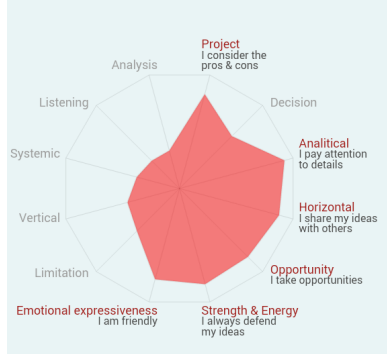 Project
I consider the
pros & cons
Analysis
Decision
Listening
Analitical
I pay attention
to details
Systemic
Horizontal
I share my ideas
with others
Vertical
Opportunity
I take opportunities
Limitation
Emotional expressiveness
I am friendly
Strength & Energy
I always defend
my ideas